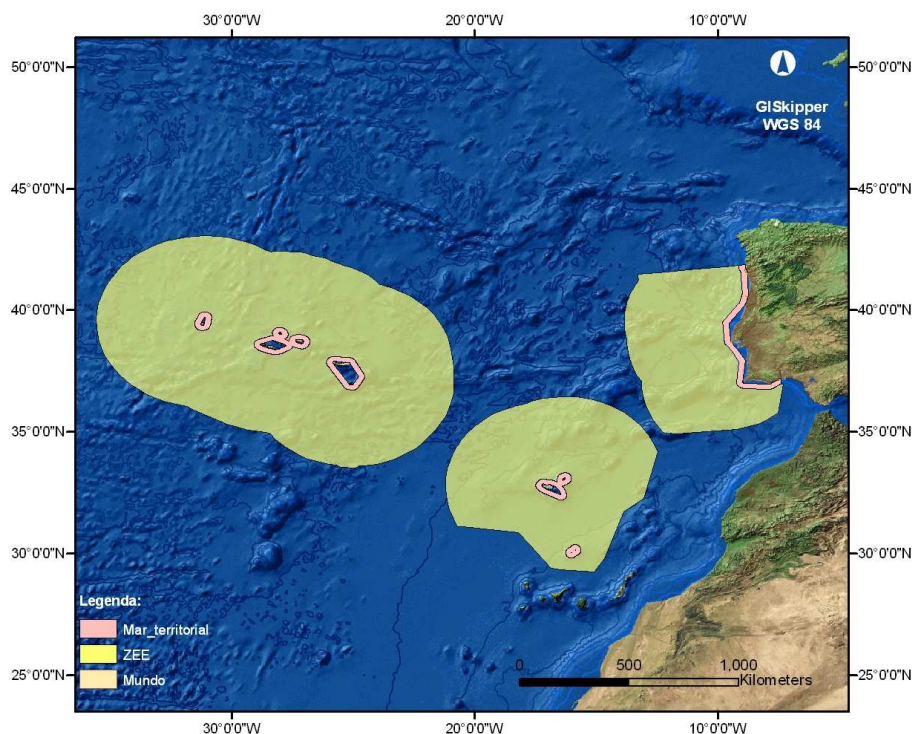 30°0'0"W 20°0'0"W 10°0'0"W
50°0'0"N 50°0'0"N
GISkipper
WGS 84
45°0'0"N 45°0'0"N
40°0'0"N 40°0'0"N
35°0'0"N 35°0'0"N
30°0'0"N 30°0'0"N
Legenda:
Mar_territorial
ZEE
Mundo
25°0'0"N 25°0'0"N
0 500 1,000
Kilometers
30°0'0"W 20°0'0"W 10°0'0"W